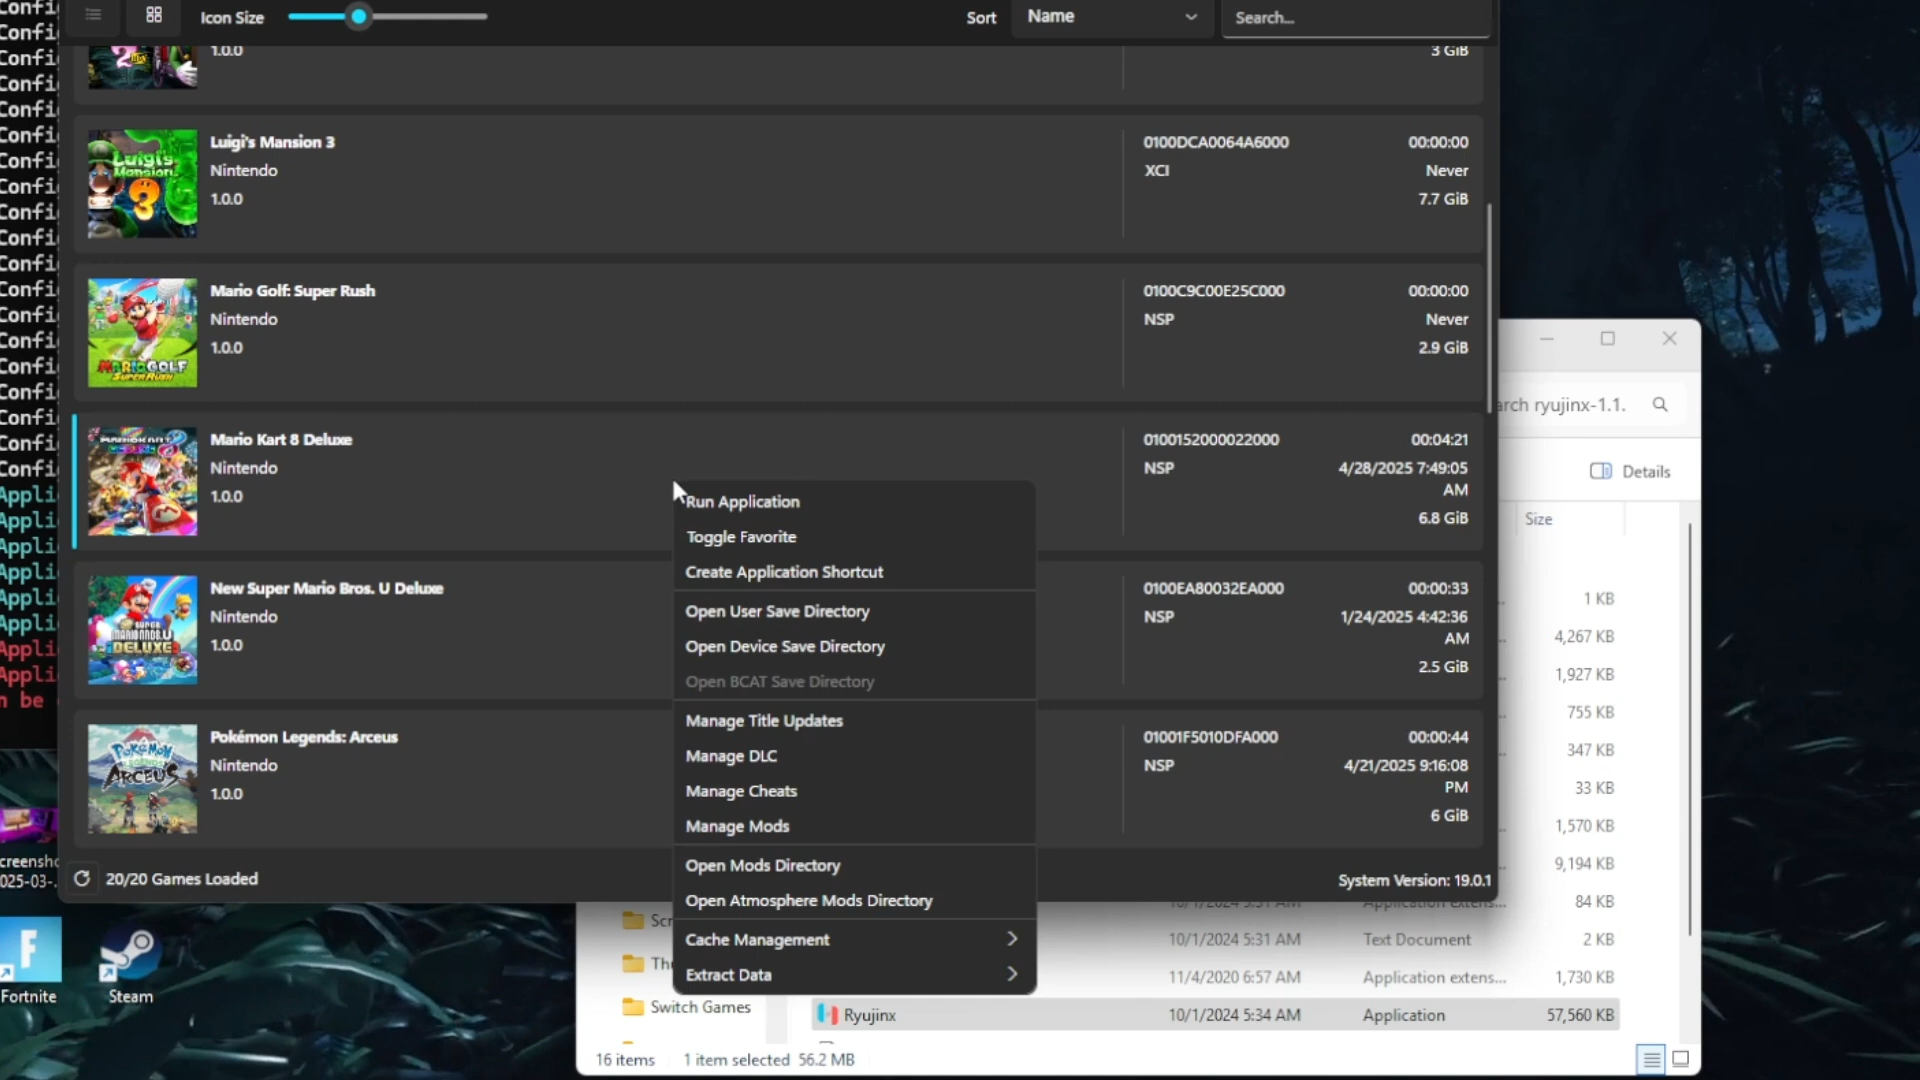 Icon Size
Sort
Name
Search...
1.0.0
3 GiB
Luigi's Mansion 3
Nintendo
1.0.0
0100DCA0064A6000
XCI
00:00:00
Never
7.7 GiB
Mario Golf: Super Rush
Nintendo
1.0.0
0100C9C00E25C000
NSP
00:00:00
Never
2.9 GiB
Mario Kart 8 Deluxe
Nintendo
1.0.0
0100152000022000
NSP
00:04:21
4/28/2025 7:49:05
AM
6.8 GiB
New Super Mario Bros. U Deluxe
Nintendo
1.0.0
0100EA80032EA000
NSP
00:00:33
1/24/2025 4:42:36
AM
2.5 GiB
Pokémon Legends: Arceus
Nintendo
1.0.0
01001F5010DFA000
NSP
00:00:44
4/21/2025 9:16:08
PM
6 GiB
Run Application
Toggle Favorite
Create Application Shortcut
Open User Save Directory
Open Device Save Directory
Open BCAT Save Directory
Manage Title Updates
Manage DLC
Manage Cheats
Manage Mods
Open Mods Directory
Open Atmosphere Mods Directory
Cache Management
Extract Data
20/20 Games Loaded
System Version: 19.0.1
arch ryujinx-1.1.
Details
Size
1 KB
4,267 KB
1,927 KB
755 KB
347 KB
33 KB
1,570 KB
9,194 KB
84 KB
10/1/2024 5:31 AM Text Document 2 KB
11/4/2020 6:57 AM Application extens... 1,730 KB
Switch Games
Ryujinx 10/1/2024 5:34 AM Application 57,560 KB
16 items 1 item selected 56.2 MB
Fortnite
Steam